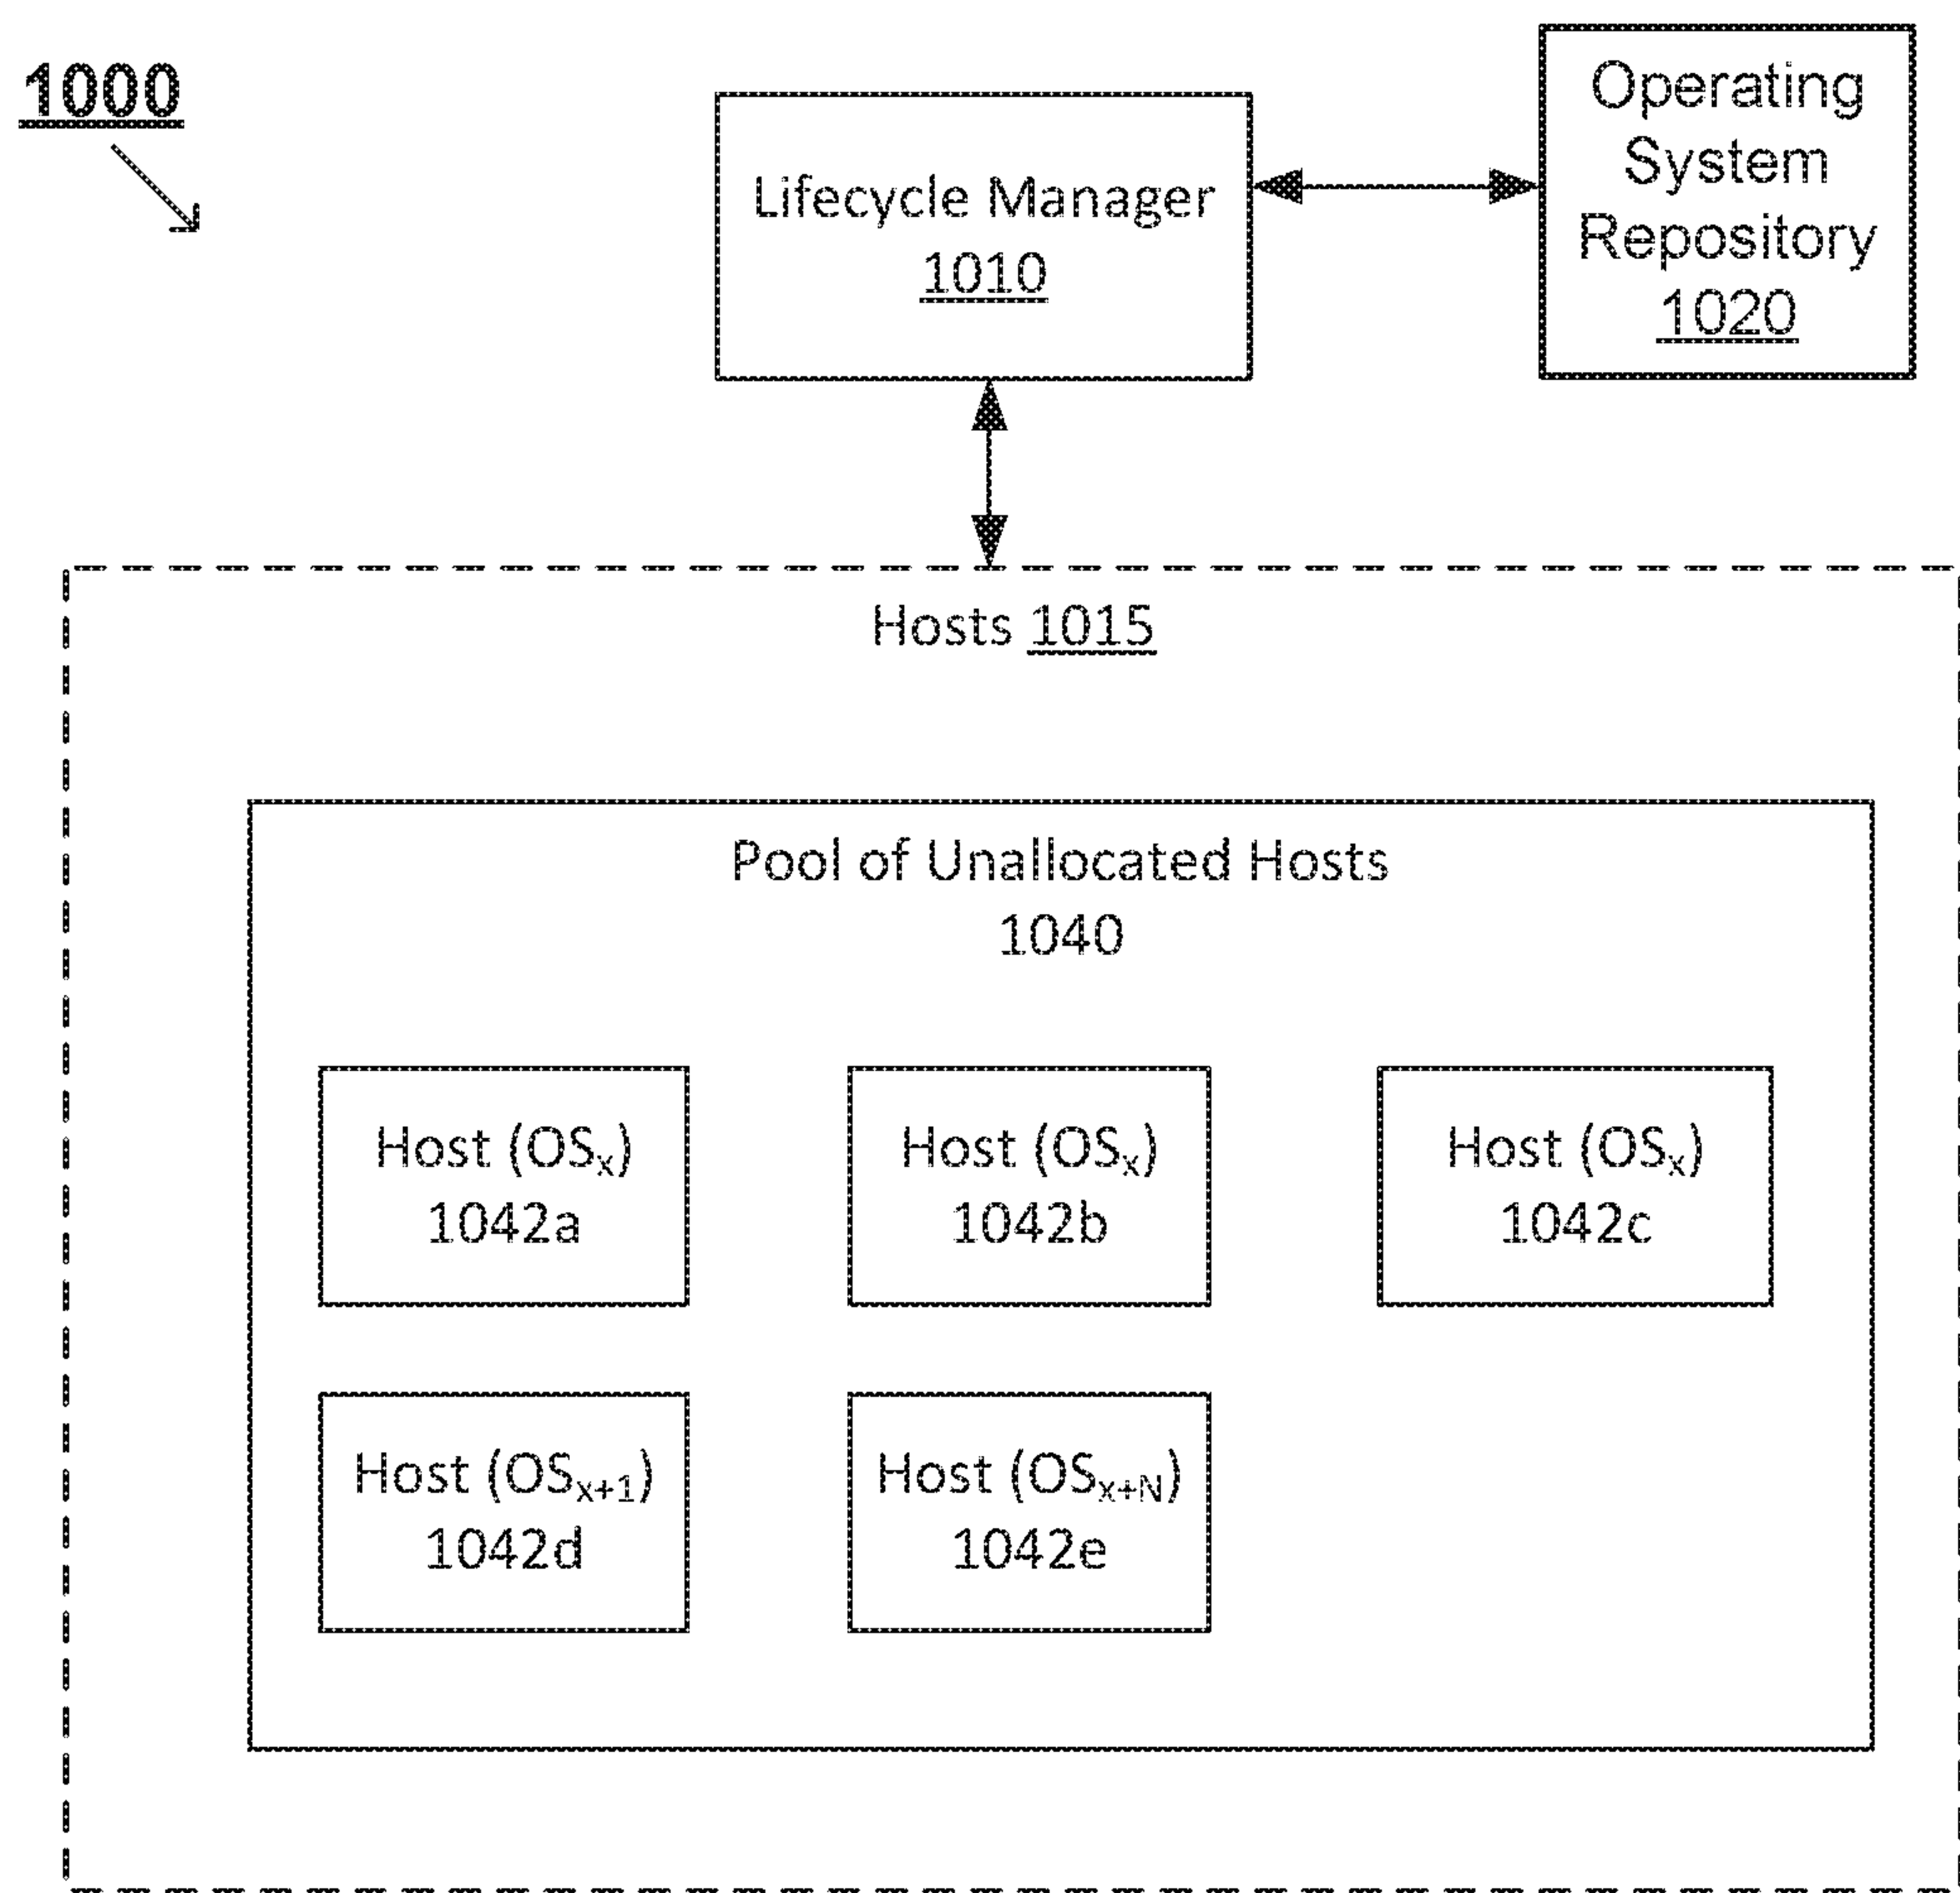 1000
Lifecycle Manager
1010
Operating
System
Repository
1020
Hosts 1015
Pool of Unallocated Hosts
1040
Host (OSx)
1042a
Host (OSx)
1042b
Host (OSx)
1042c
Host (OSx+1)
1042d
Host (OSx+N)
1042e